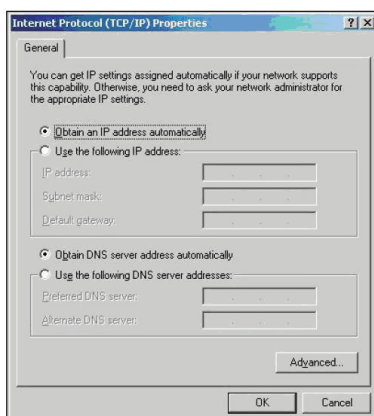 Internet Protocol (TCP/IP) Properties
General
You can get IP settings assigned automatically if your network supports
this capability. Otherwise, you need to ask your network administrator for
the appropriate IP settings.
Obtain an IP address automatically
Use the following IP address:
IP address:
Subnet mask:
Default gateway:
Obtain DNS server address automatically
Use the following DNS server addresses:
Preferred DNS server:
Alternate DNS server:
Advanced...
OK
Cancel